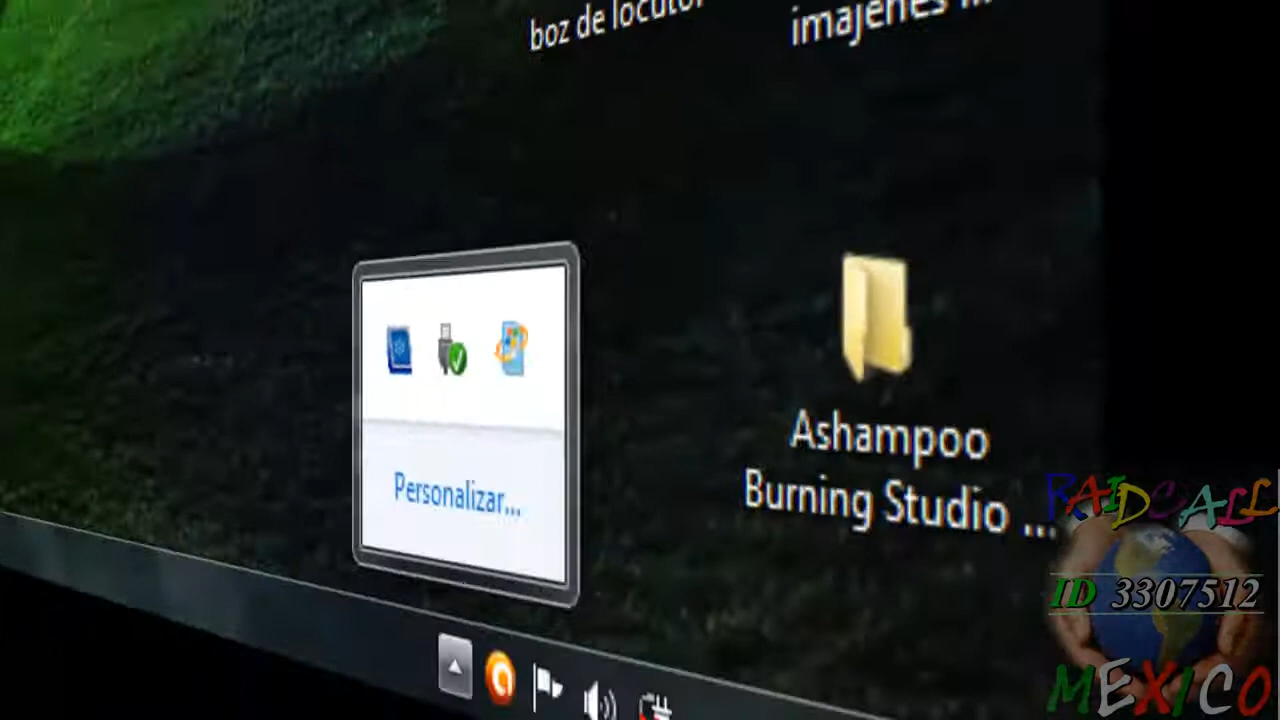 boz de locutor
imajenes ...
Personalizar...
Ashampoo
Burning Studio ...
RAIDCALL
ID 3307512
MEXICO